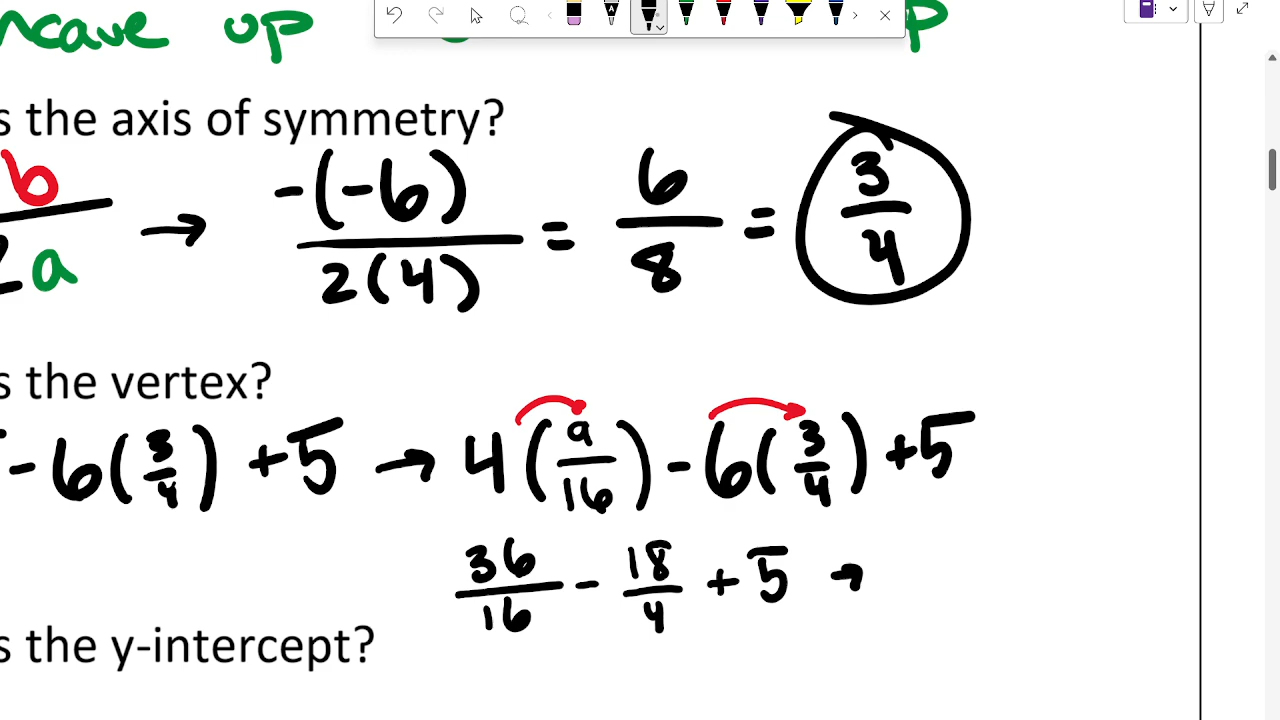 ncave up p
s the axis of symmetry?
b/2a → -(-6)/2(4) = 6/8 = 3/4
s the vertex?
-6(3/4) +5 → 4(9/16) -6(3/4) +5
36/16 - 18/4 + 5 →
s the y-intercept?